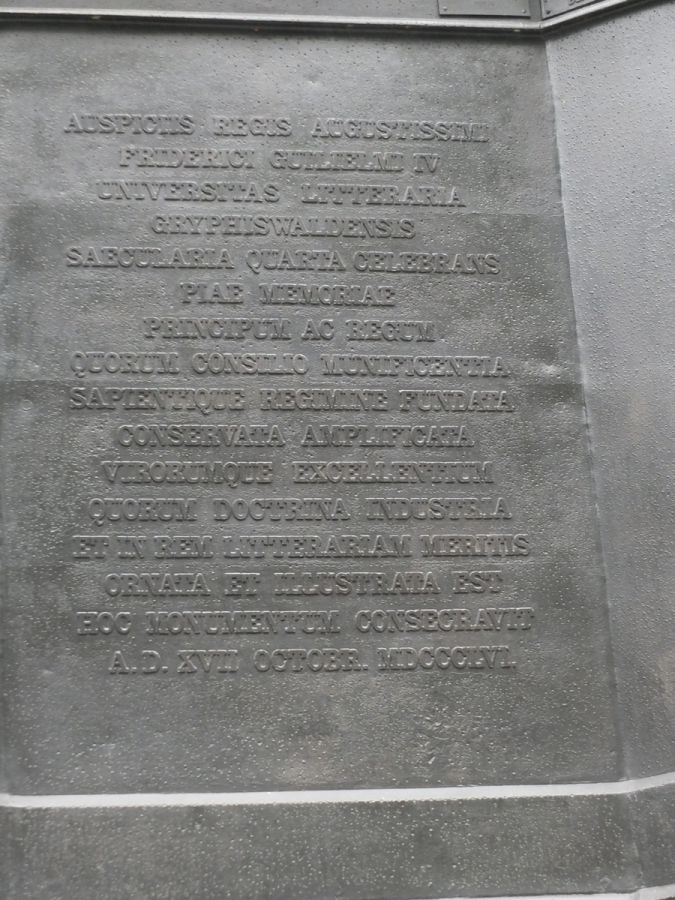 AUSPICIIS REGIS AUGUSTISSIMI
FRIDERICI GUILIELMI IV
UNIVERSITAS LITTERARIA
GRYPHISWALDENSIS
SAECULARIA QUARTA CELEBRANS
PIAE MEMORIAE
PRINCIPUM AC REGUM
QUORUM CONSILIO MUNIFICENTIA
SAPIENTIQUE REGIMINE FUNDATA
CONSERVATA AMPLIFICATA
VIRORUMQUE EXCELLENTIUM
QUORUM DOCTRINA INDUSTRIA
ET IN REM LITTERARIAM MERITIS
ORNATA ET ILLUSTRATA EST
HOC MONUMENTUM CONSECRAVIT
A. D. XVII OCTOBR. MDCCCLVI.